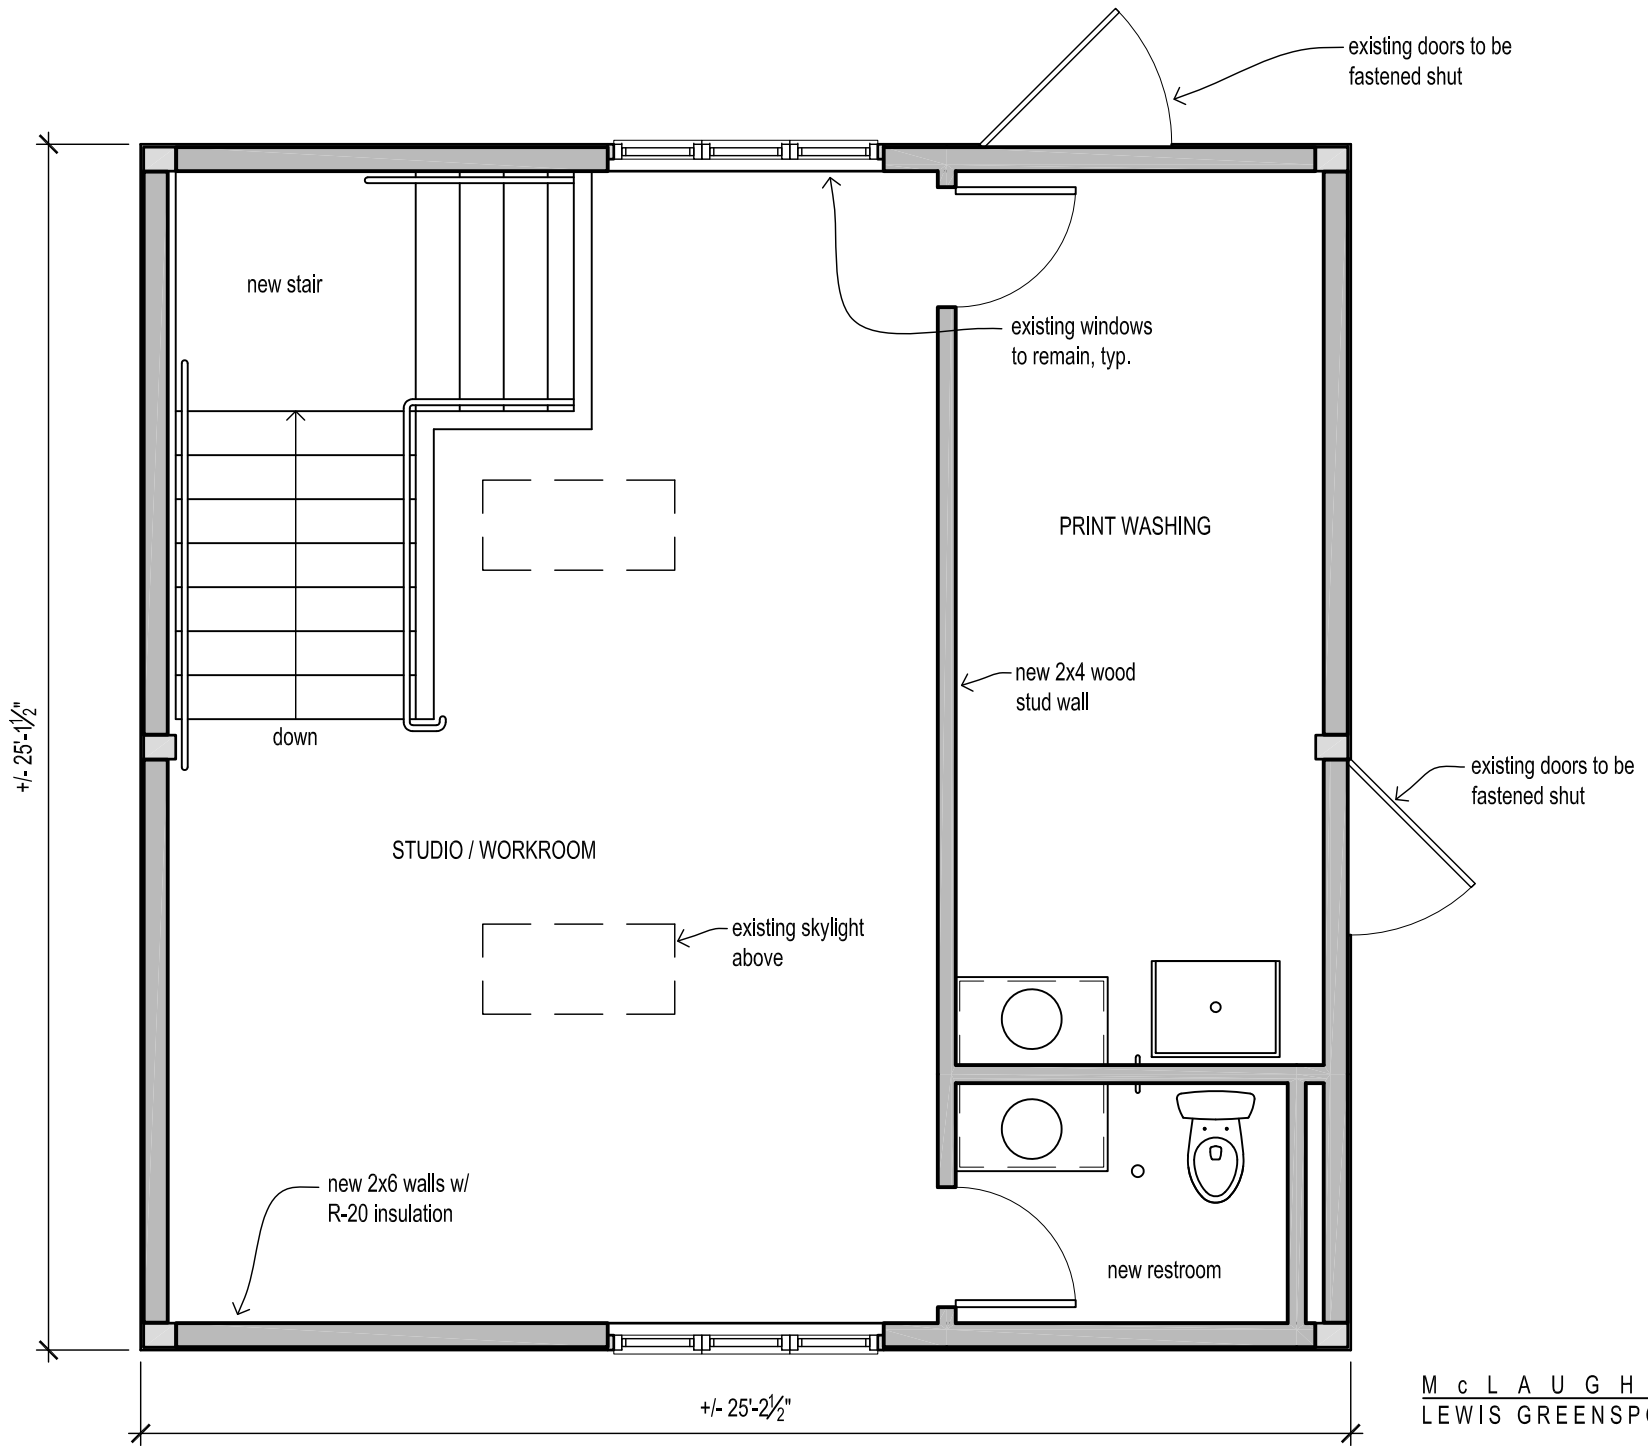 existing doors to be
fastened shut
new stair
existing windows
to remain, typ.
PRINT WASHING
new 2x4 wood
stud wall
+/- 25'-1½"
down
existing doors to be
fastened shut
STUDIO / WORKROOM
existing skylight
above
new 2x6 walls w/
R-20 insulation
new restroom
+/- 25'-2½"
McLAUGH
LEWIS GREENSPO